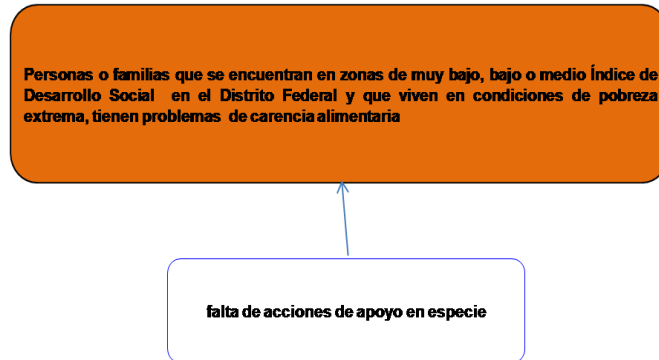 Personas o familias que se encuentran en zonas de muy bajo, bajo o medio Índice de
Desarrollo Social en el Distrito Federal y que viven en condiciones de pobreza
extrema, tienen problemas de carencia alimentaria
falta de acciones de apoyo en especie